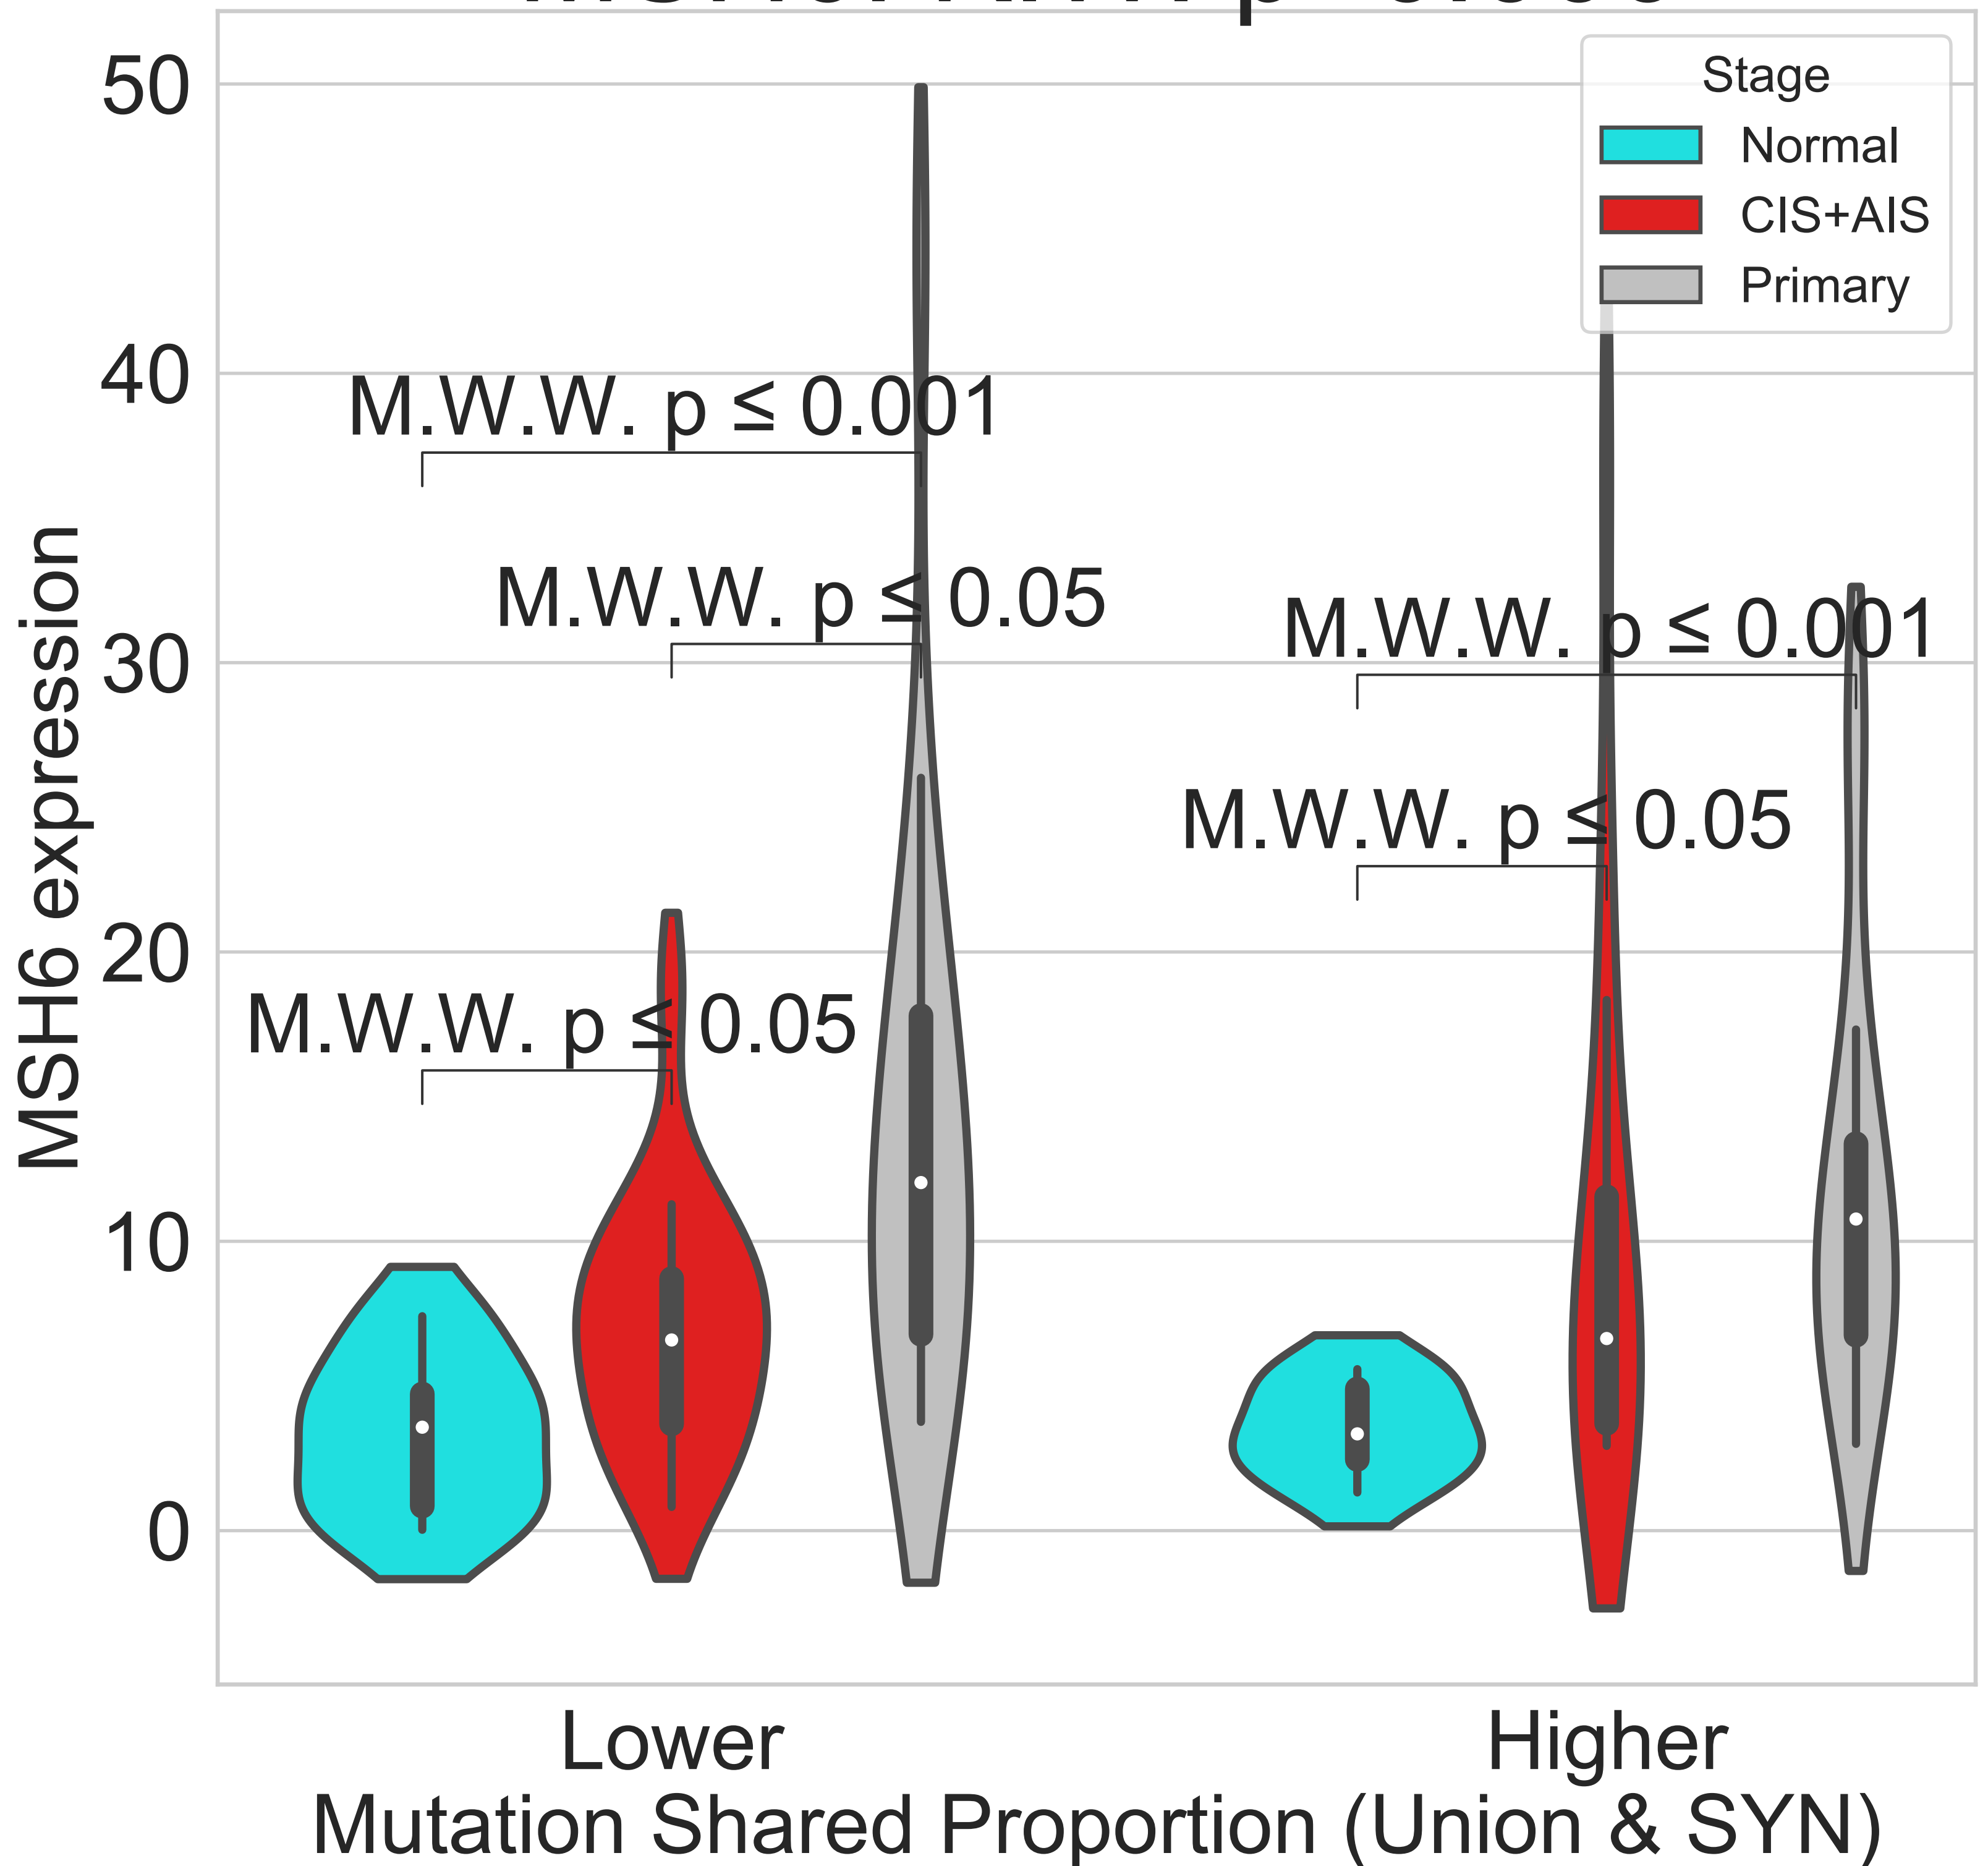 Stage
Normal
CIS+AIS
Primary
50
40
30
20
10
0
MSH6 expression
M.W.W. p ≤ 0.001
M.W.W. p ≤ 0.05
M.W.W. p ≤ 0.001
M.W.W. p ≤ 0.05
M.W.W. p ≤ 0.05
Lower
Higher
Mutation Shared Proportion (Union & SYN)